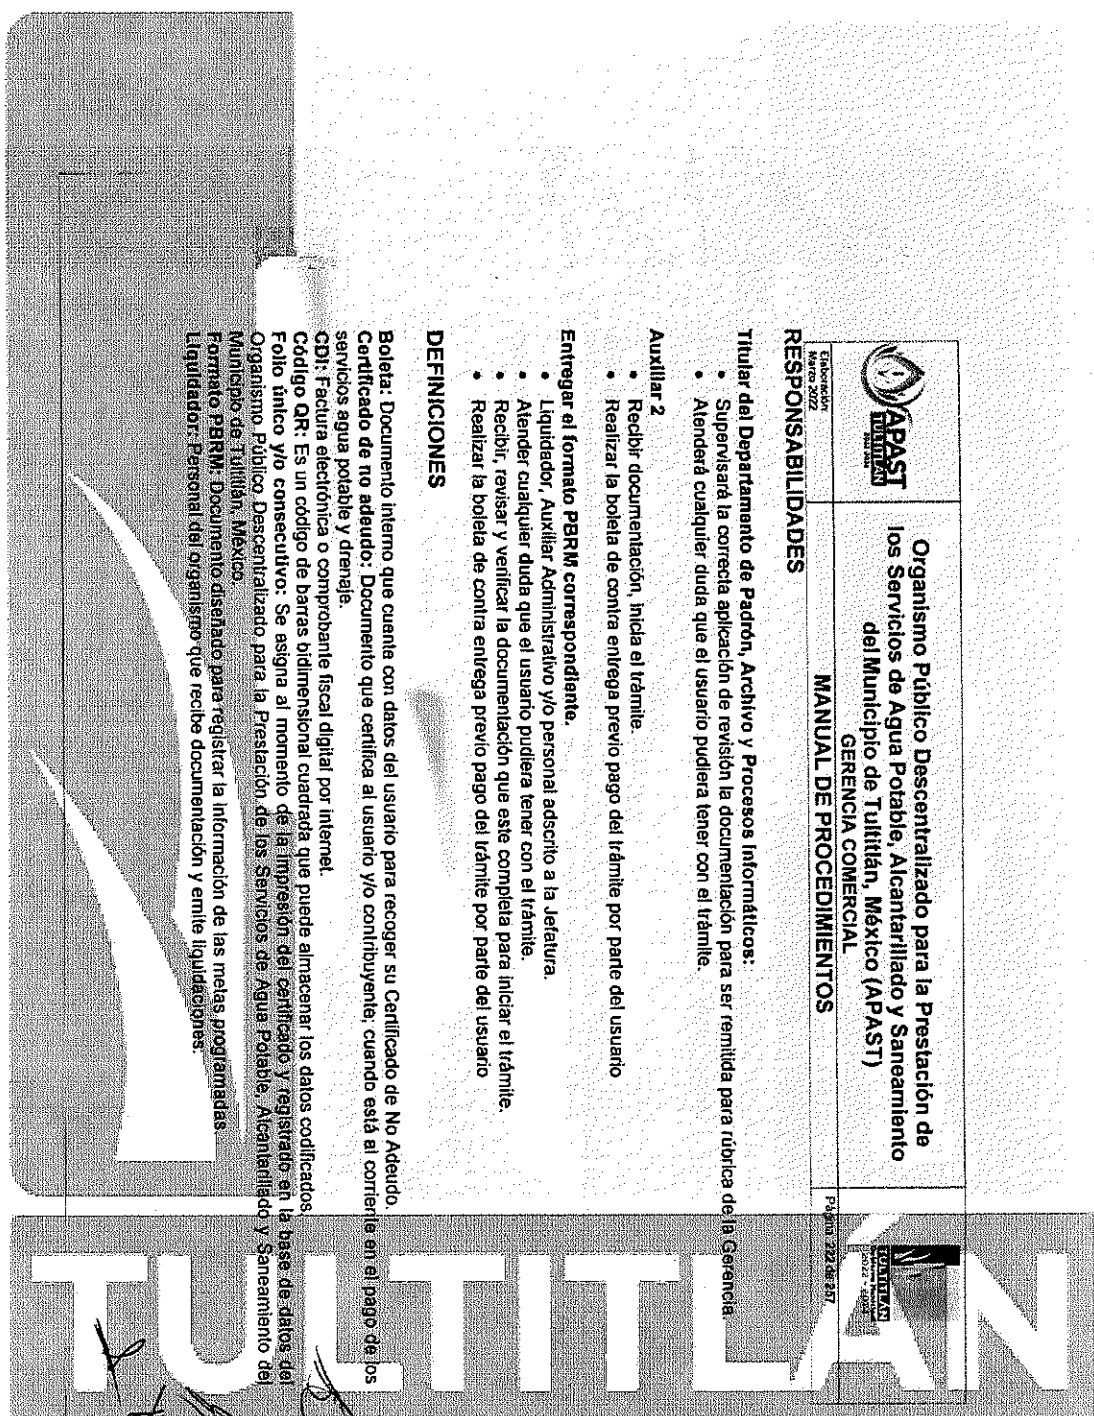 APAST
TULTITLÁN
Organismo Público Descentralizado para la Prestación de
los Servicios de Agua Potable, Alcantarillado y Saneamiento
del Municipio de Tultitlán, México (APAST)
GERENCIA COMERCIAL
TULTITLÁN
2022 - 2024
Elaboración:
Marzo 2022
MANUAL DE PROCEDIMIENTOS
Página 222 de 257
RESPONSABILIDADES
Titular del Departamento de Padrón, Archivo y Procesos Informáticos:
• Supervisará la correcta aplicación de revisión la documentación para ser remitida para rúbrica de la Gerencia.
• Atenderá cualquier duda que el usuario pudiera tener con el trámite.
Auxiliar 2
• Recibir documentación, inicia el trámite.
• Realizar la boleta de contra entrega previo pago del trámite por parte del usuario
Entregar el formato PBRM correspondiente.
• Liquidador, Auxiliar Administrativo y/o personal adscrito a la Jefatura.
• Atender cualquier duda que el usuario pudiera tener con el trámite.
• Recibir, revisar y verificar la documentación que este completa para iniciar el trámite.
• Realizar la boleta de contra entrega previo pago del trámite por parte del usuario
DEFINICIONES
Boleta: Documento interno que cuente con datos del usuario para recoger su Certificado de No Adeudo.
Certificado de no adeudo: Documento que certifica al usuario y/o contribuyente; cuando está al corriente en el pago de los
servicios agua potable y drenaje.
CDI: Factura electrónica o comprobante fiscal digital por internet.
Código QR: Es un código de barras bidimensional cuadrada que puede almacenar los datos codificados.
Folio único y/o consecutivo: Se asigna al momento de la impresión del certificado y registrado en la base de datos del
Organismo Público Descentralizado para la Prestación de los Servicios de Agua Potable, Alcantarillado y Saneamiento del
Municipio de Tultitlán, México.
Formato PBRM: Documento diseñado para registrar la información de las metas programadas.
Liquidador: Personal del organismo que recibe documentación y emite liquidaciones.
TULTITLÁN